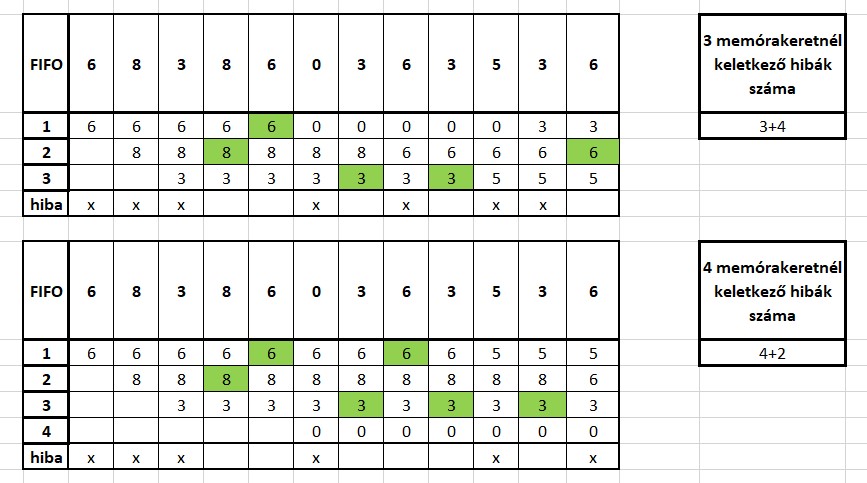 FIFO 6 8 3 8 6 0 3 6 3 5 3 6
1 6 6 6 6 6 0 0 0 0 0 3 3
2 8 8 8 8 8 8 6 6 6 6 6
3 3 3 3 3 3 3 3 5 5 5
hiba x x x x x x x
3 memórakeretnél
keletkező hibák
száma
3+4
FIFO 6 8 3 8 6 0 3 6 3 5 3 6
1 6 6 6 6 6 6 6 6 6 5 5 5
2 8 8 8 8 8 8 8 8 8 8 6
3 3 3 3 3 3 3 3 3 3 3
4 0 0 0 0 0 0 0
hiba x x x x x x
4 memórakeretnél
keletkező hibák
száma
4+2